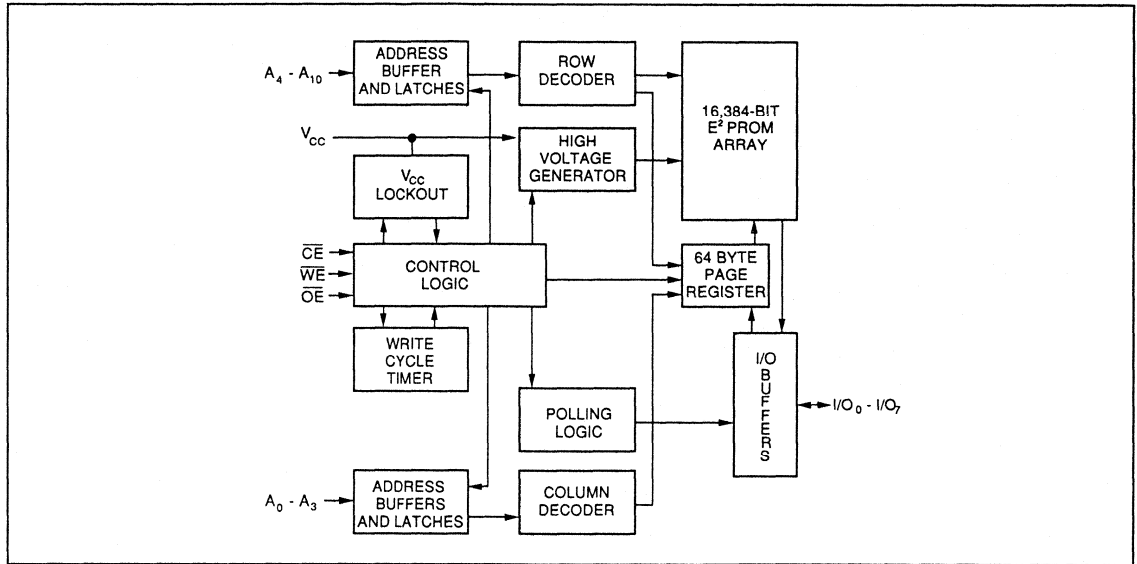 A4 - A10
ADDRESS
BUFFER
AND LATCHES
ROW
DECODER
16,384-BIT
E² PROM
ARRAY
VCC
HIGH
VOLTAGE
GENERATOR
VCC
LOCKOUT
CE
WE
OE
CONTROL
LOGIC
64 BYTE
PAGE
REGISTER
WRITE
CYCLE
TIMER
POLLING
LOGIC
I/O
BUFFERS
I/O0 - I/O7
A0 - A3
ADDRESS
BUFFERS
AND LATCHES
COLUMN
DECODER